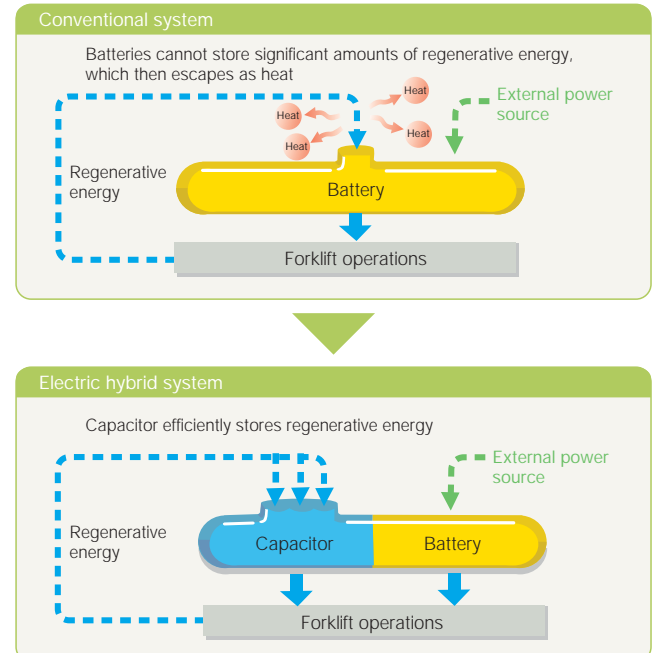 Conventional system
Batteries cannot store significant amounts of regenerative energy,
which then escapes as heat
Heat
Heat
Heat
Heat
External power
source
Regenerative
energy
Battery
Forklift operations
Electric hybrid system
Capacitor efficiently stores regenerative energy
External power
source
Regenerative
energy
Capacitor
Battery
Forklift operations